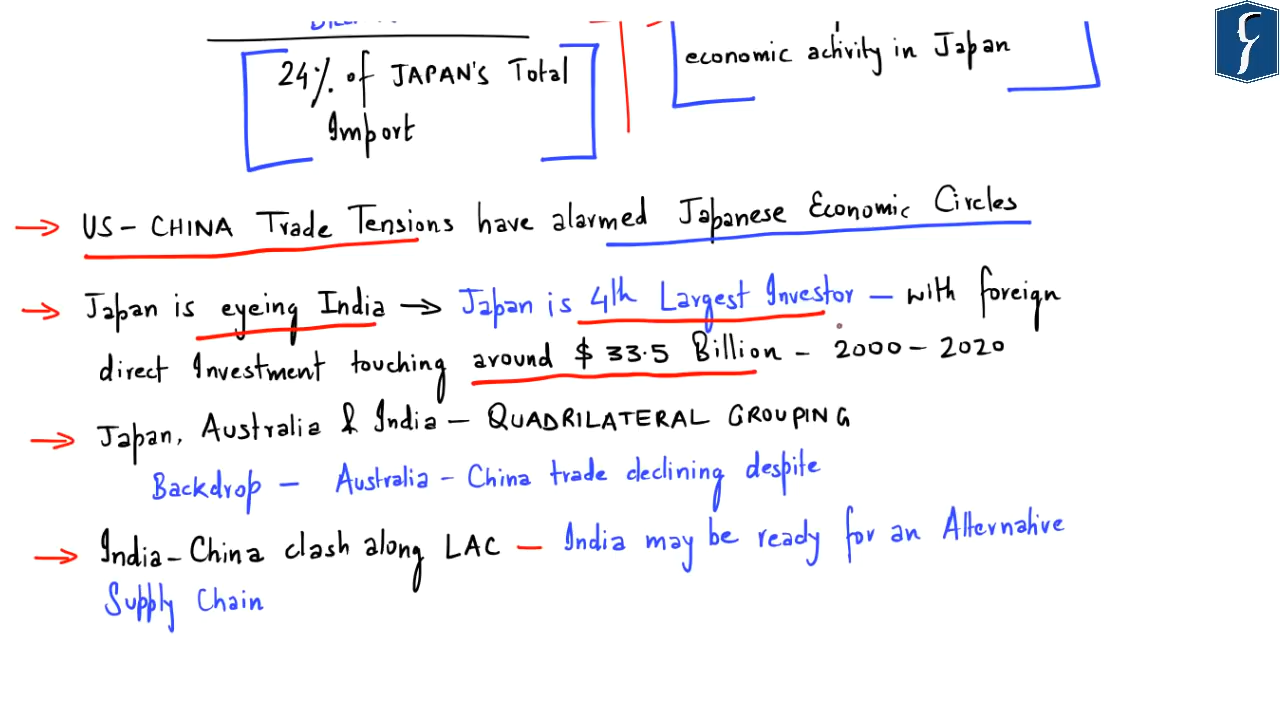 24% of JAPAN'S Total
Import
economic activity in Japan
→ US - CHINA Trade Tensions have alarmed Japanese Economic Circles
→ Japan is eyeing India → Japan is 4th Largest Investor - with foreign
direct Investment touching around $ 33.5 Billion - 2000 - 2020
→ Japan, Australia & India - QUADRILATERAL GROUPING
Backdrop - Australia - China trade declining despite
→ India - China clash along LAC - India may be ready for an Alternative
Supply Chain